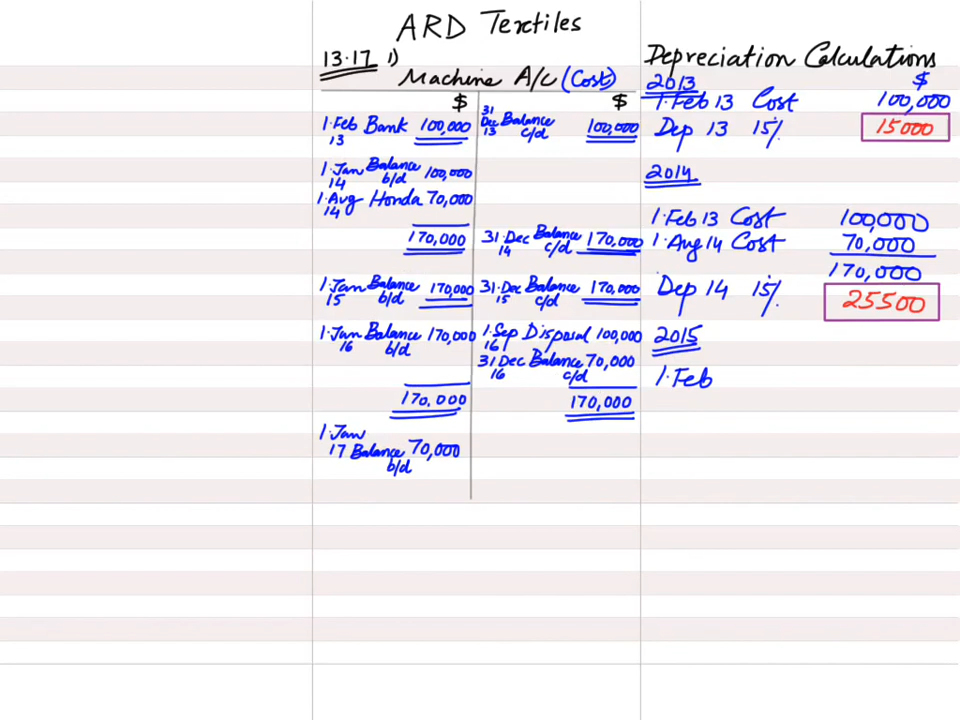 ARD Textiles
13.17 1)
Machine A/C (Cost)
$ $
1.Feb 13 Bank 100,000
31 Dec 13 Balance c/d 100,000
1.Jan 14 Balance b/d 100,000
1.Aug 14 Honda 70,000
170,000
31.Dec 14 Balance c/d 170,000
1.Jan 15 Balance b/d 170,000
31.Dec 15 Balance c/d 170,000
1.Jan 16 Balance b/d 170,000
1.Sep 16 Disposal 100,000
31 Dec 16 Balance c/d 70,000
170,000 170,000
1.Jan 17 Balance b/d 70,000
Depreciation Calculations
2013 $
1.Feb 13 Cost 100,000
Dep 13 15% 15000
2014
1.Feb 13 Cost 100,000
1.Aug 14 Cost 70,000
170,000
Dep 14 15% 25500
2015
1.Feb